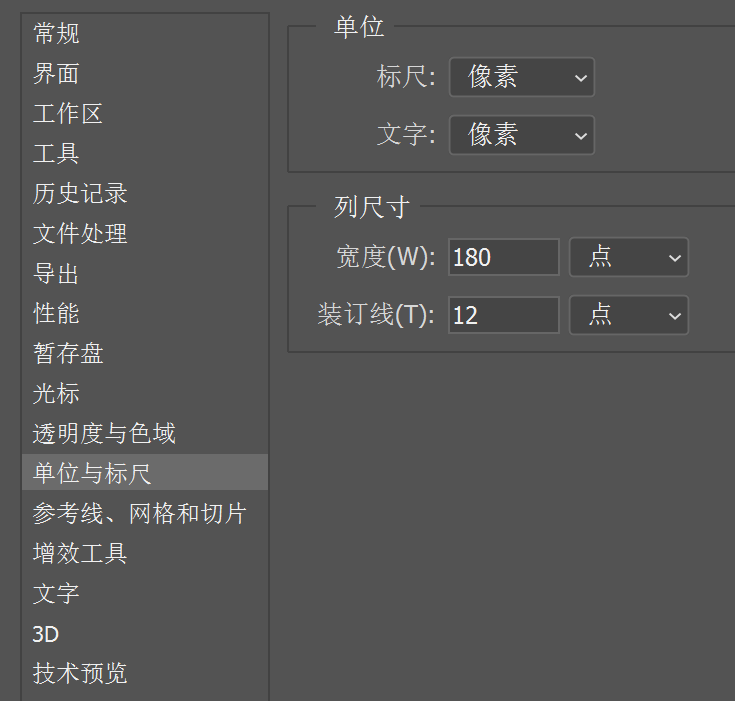 常规
界面
工作区
工具
历史记录
文件处理
导出
性能
暂存盘
光标
透明度与色域
单位与标尺
参考线、网格和切片
增效工具
文字
3D
技术预览
单位
标尺: 像素
文字: 像素
列尺寸
宽度(W): 180 点
装订线(T): 12 点